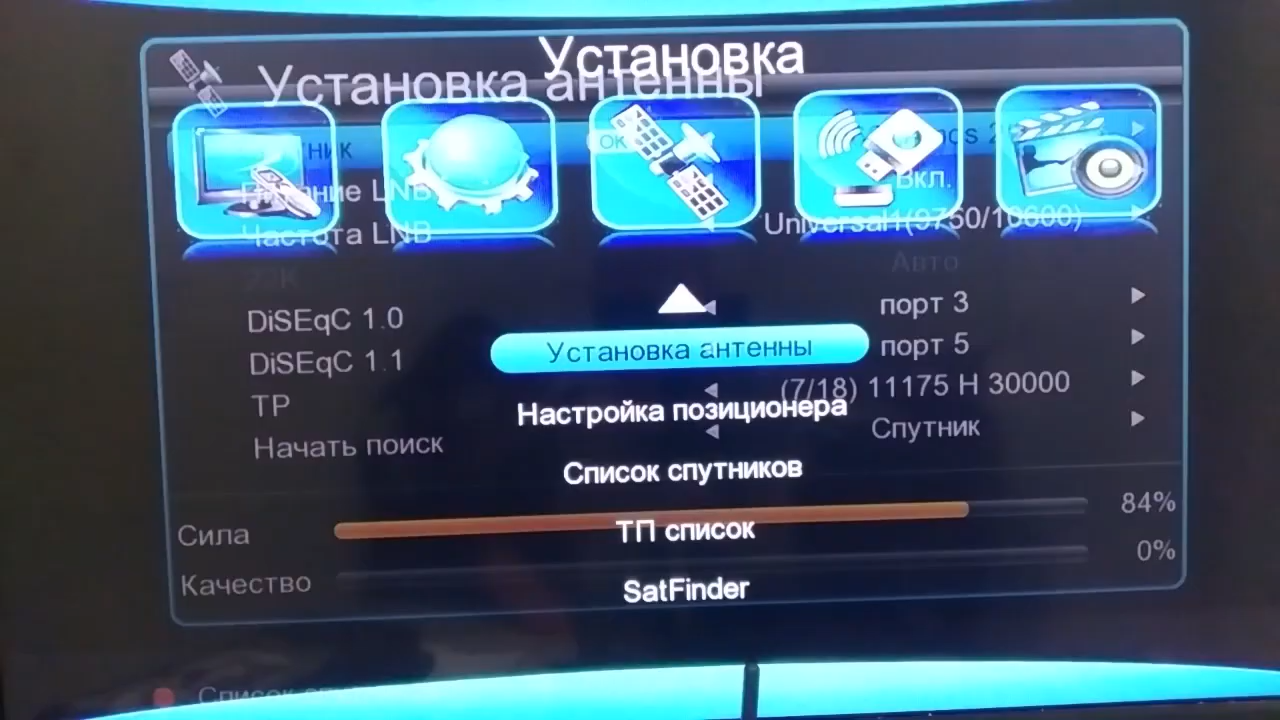 Установка
Установка антенны
ОК
Вкл.
Частота LNB
Universal1(9750/10600)
Авто
DiSEqC 1.0
порт 3
Установка антенны
DiSEqC 1.1
порт 5
TP
(7/18) 11175 H 30000
Настройка позиционера
Начать поиск
Спутник
Список спутников
Сила
84%
ТП список
Качество
0%
SatFinder
Список